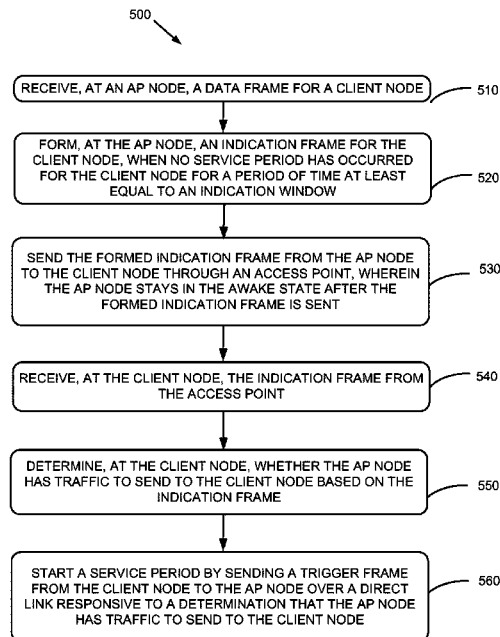 500
RECEIVE, AT AN AP NODE, A DATA FRAME FOR A CLIENT NODE
510
FORM, AT THE AP NODE, AN INDICATION FRAME FOR THE
CLIENT NODE, WHEN NO SERVICE PERIOD HAS OCCURRED
FOR THE CLIENT NODE FOR A PERIOD OF TIME AT LEAST
EQUAL TO AN INDICATION WINDOW
520
SEND THE FORMED INDICATION FRAME FROM THE AP NODE
TO THE CLIENT NODE THROUGH AN ACCESS POINT, WHEREIN
THE AP NODE STAYS IN THE AWAKE STATE AFTER THE
FORMED INDICATION FRAME IS SENT
530
RECEIVE, AT THE CLIENT NODE, THE INDICATION FRAME FROM
THE ACCESS POINT
540
DETERMINE, AT THE CLIENT NODE, WHETHER THE AP NODE
HAS TRAFFIC TO SEND TO THE CLIENT NODE BASED ON THE
INDICATION FRAME
550
START A SERVICE PERIOD BY SENDING A TRIGGER FRAME
FROM THE CLIENT NODE TO THE AP NODE OVER A DIRECT
LINK RESPONSIVE TO A DETERMINATION THAT THE AP NODE
HAS TRAFFIC TO SEND TO THE CLIENT NODE
560